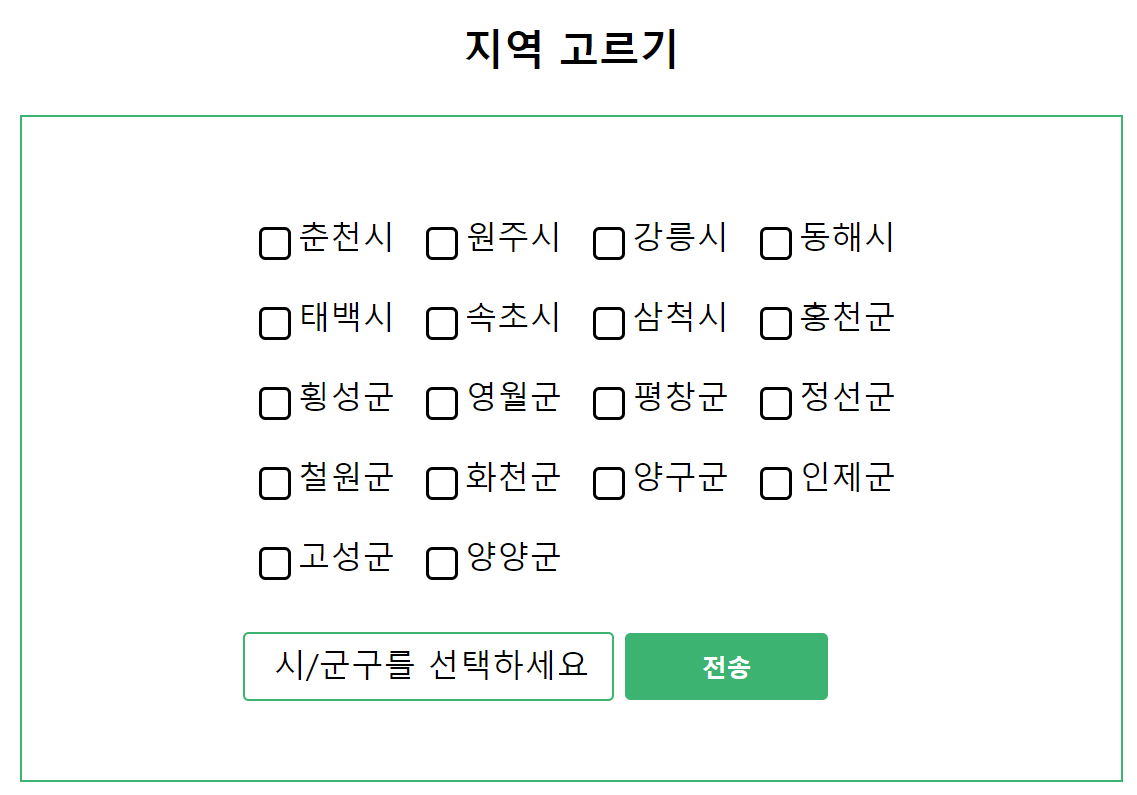 지역 고르기
춘천시 원주시 강릉시 동해시
태백시 속초시 삼척시 홍천군
횡성군 영월군 평창군 정선군
철원군 화천군 양구군 인제군
고성군 양양군
시/군구를 선택하세요 전송